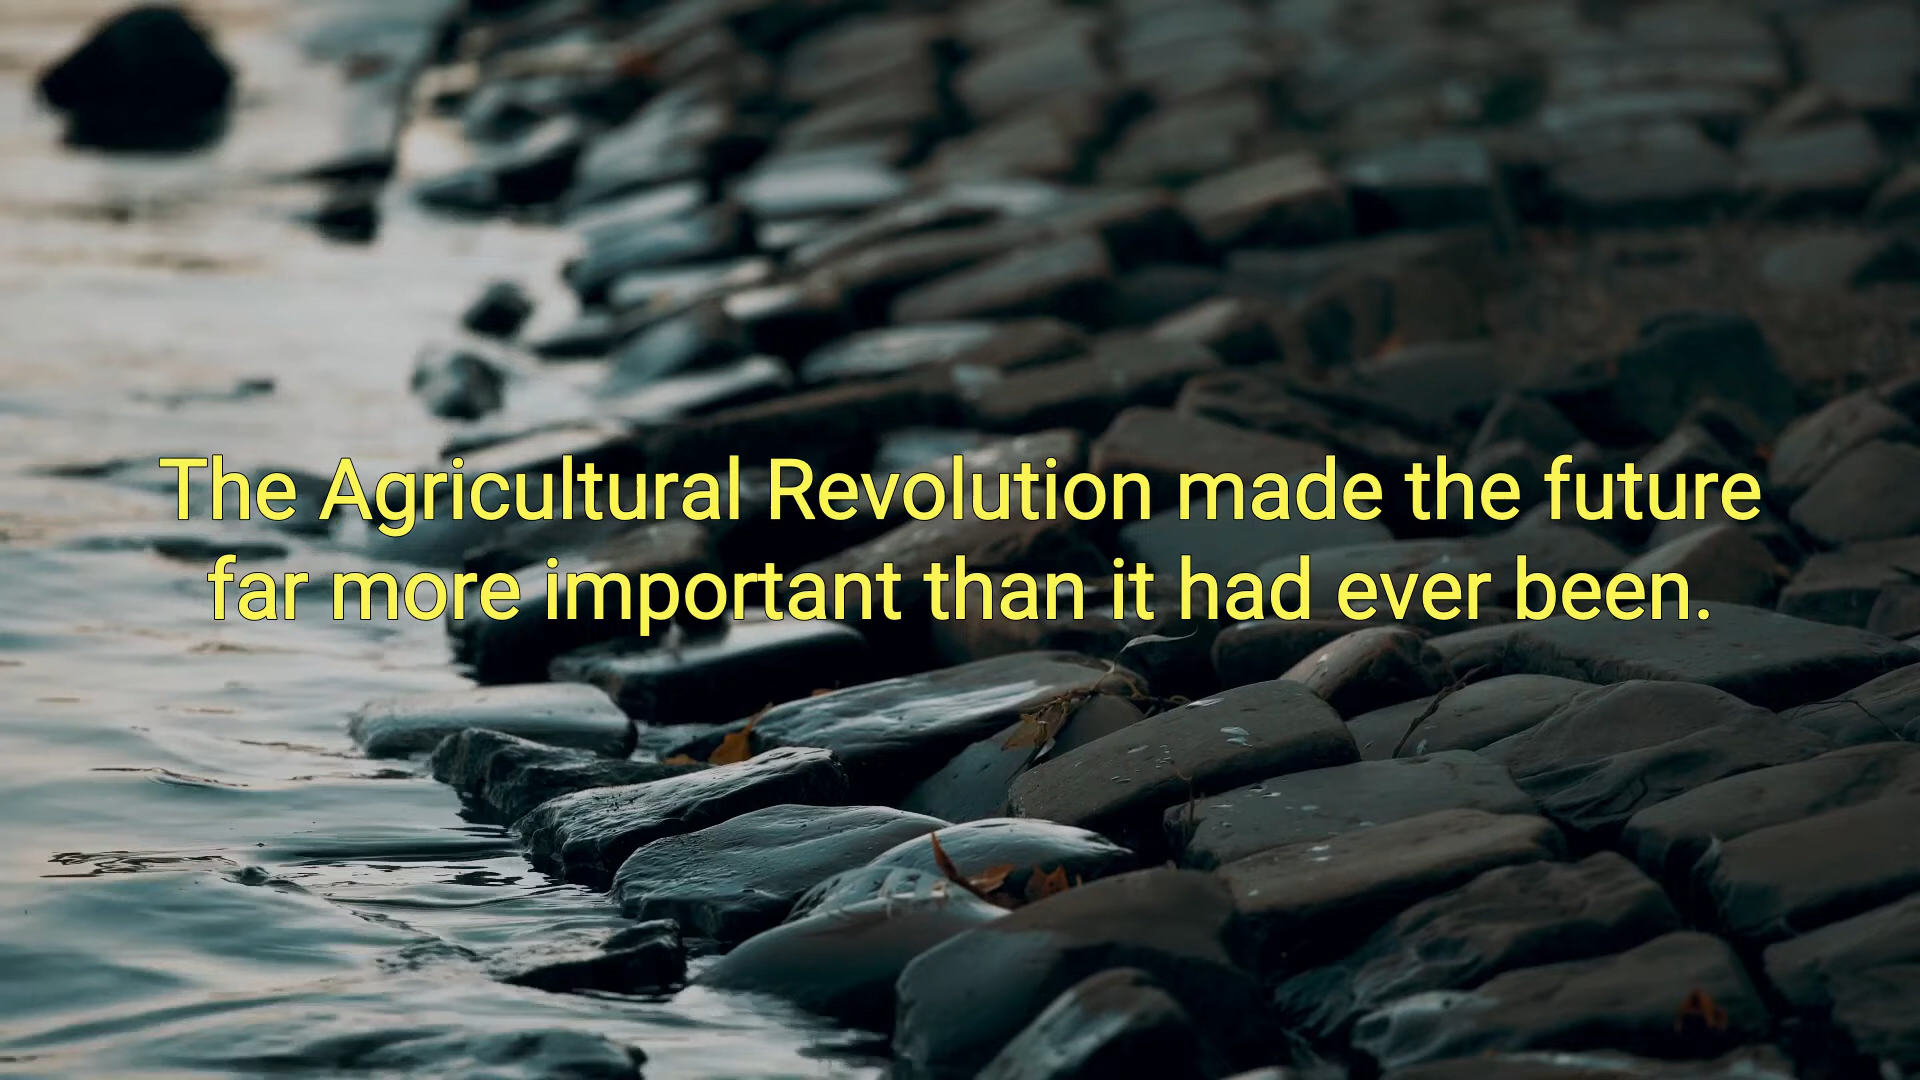 The Agricultural Revolution made the future
far more important than it had ever been.